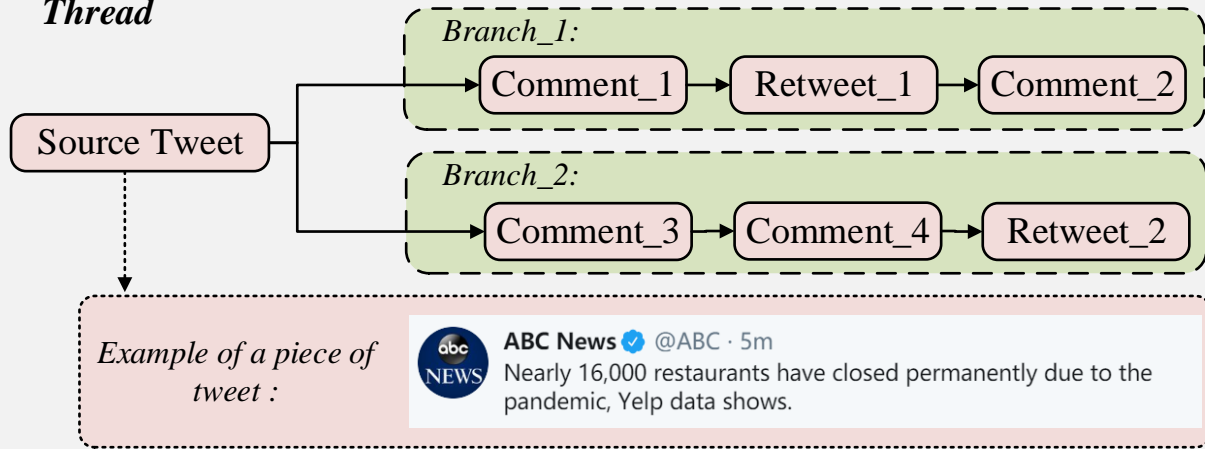 Thread
Branch_1:
Comment_1
Retweet_1
Comment_2
Source Tweet
Branch_2:
Comment_3
Comment_4
Retweet_2
Example of a piece of
tweet :
abc
NEWS
ABC News @ABC · 5m
Nearly 16,000 restaurants have closed permanently due to the
pandemic, Yelp data shows.